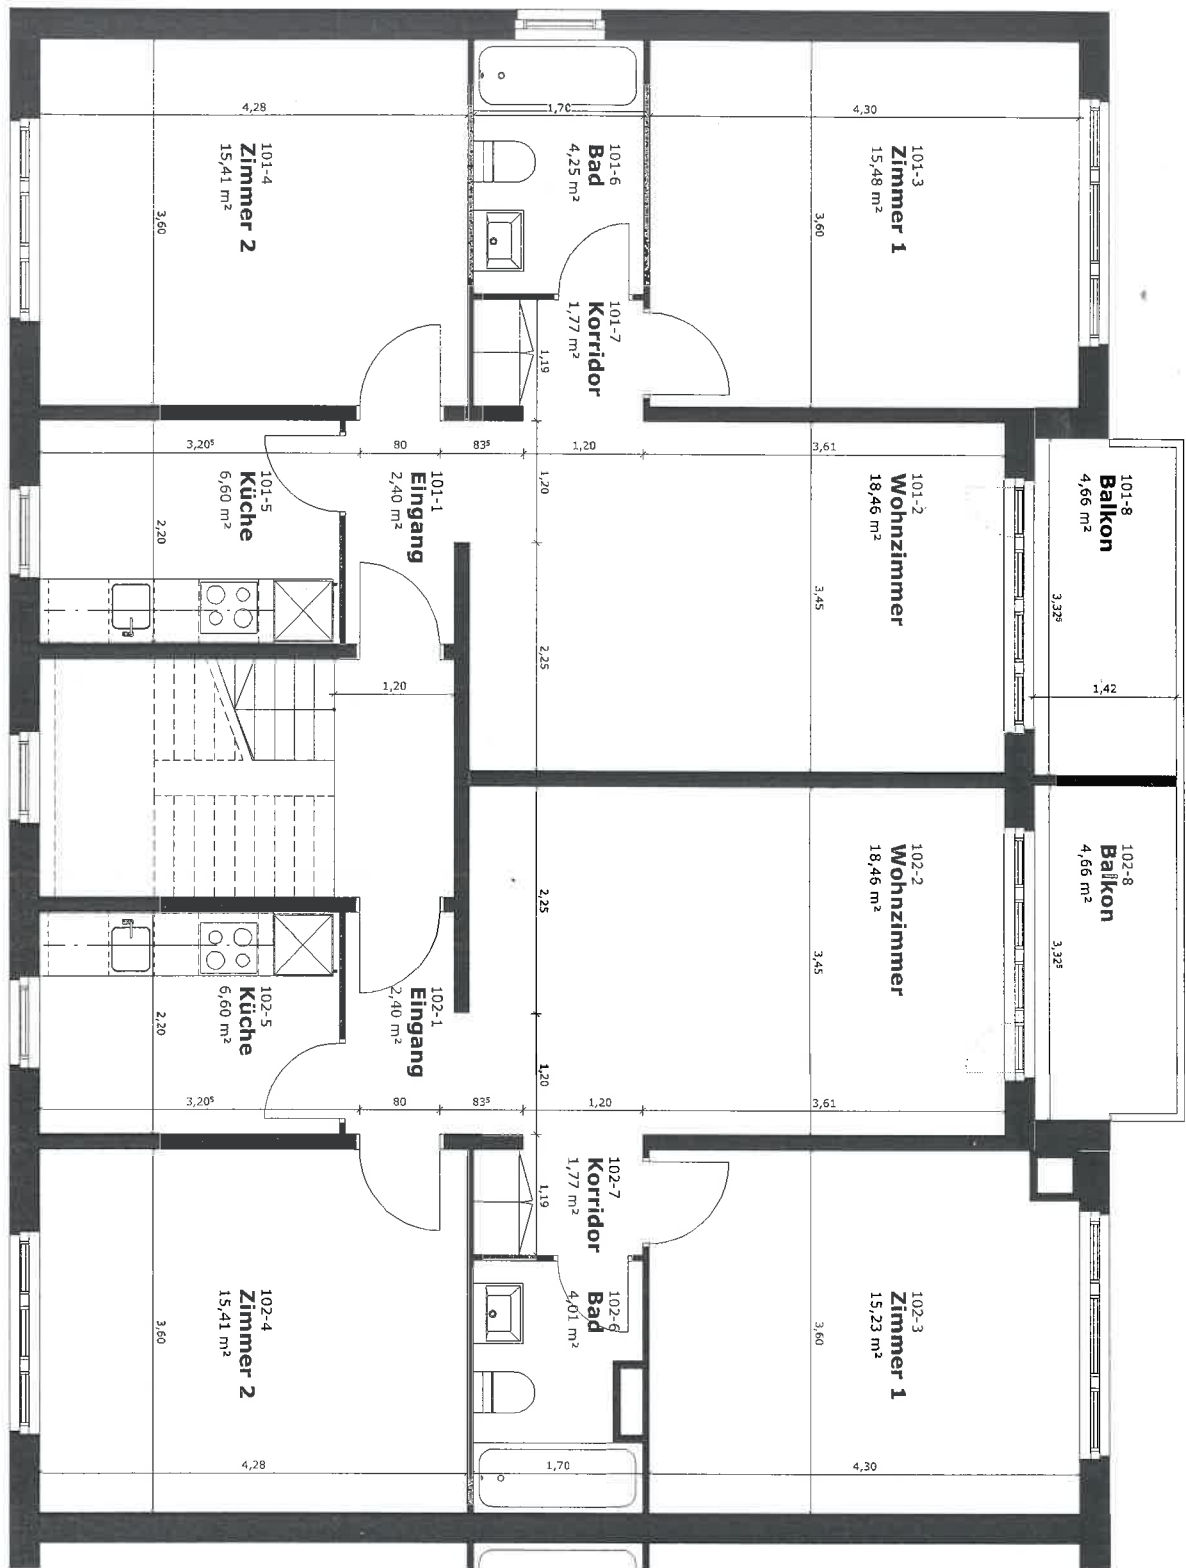 4,28
1,70
4,30
101-4
Zimmer 2
15,41 m²
101-6
Bad
4,25 m²
101-3
Zimmer 1
15,48 m²
3,60
3,60
101-7
Korridor
1,77 m²
1,19
3,20⁵
80
83⁵
1,20
3,61
101-5
Küche
6,60 m²
101-1
Eingang
2,40 m²
1,20
101-2
Wohnzimmer
18,46 m²
101-8
Balkon
4,66 m²
2,20
3,45
3,32⁵
2,25
1,20
1,42
102-2
Wohnzimmer
18,46 m²
102-8
Balkon
4,66 m²
2,25
3,45
3,32⁵
102-5
Küche
6,60 m²
102-1
Eingang
2,40 m²
2,20
1,20
3,20⁵
80
83⁵
1,20
3,61
102-7
Korridor
1,77 m²
1,19
102-4
Zimmer 2
15,41 m²
102-6
Bad
4,01 m²
102-3
Zimmer 1
15,23 m²
3,60
3,60
4,28
1,70
4,30